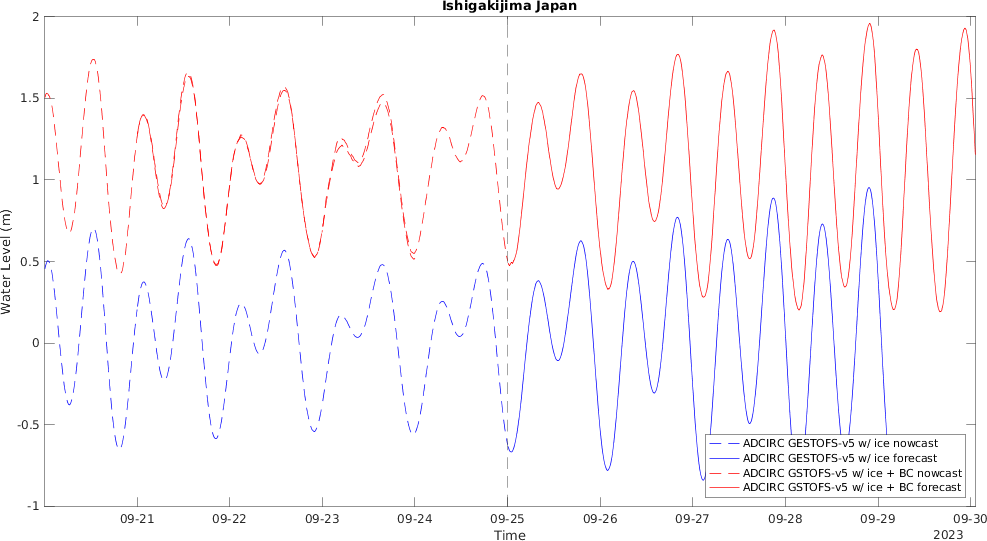 Ishigakijima Japan
2
1.5
1
0.5
0
-0.5
-1
Water Level (m)
09-21
09-22
09-23
09-24
09-25
09-26
09-27
09-28
09-29
09-30
2023
Time
ADCIRC GESTOFS-v5 w/ ice nowcast
ADCIRC GESTOFS-v5 w/ ice forecast
ADCIRC GSTOFS-v5 w/ ice + BC nowcast
ADCIRC GSTOFS-v5 w/ ice + BC forecast